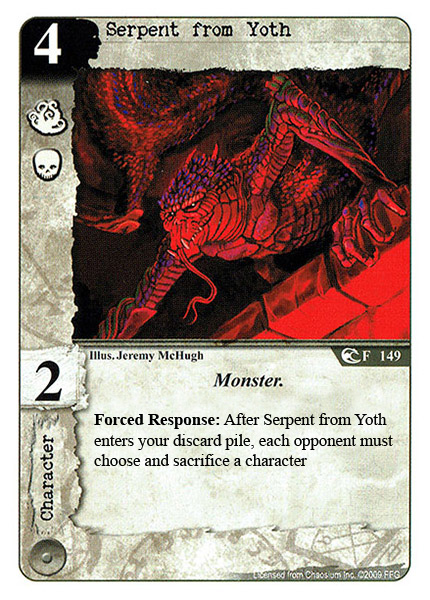 4
Serpent from Yoth
Illus. Jeremy McHugh
F 149
2
Monster.
Forced Response: After Serpent from Yoth
enters your discard pile, each opponent must
choose and sacrifice a character
Character
Licensed from Chaosium Inc. ©2009 FFG